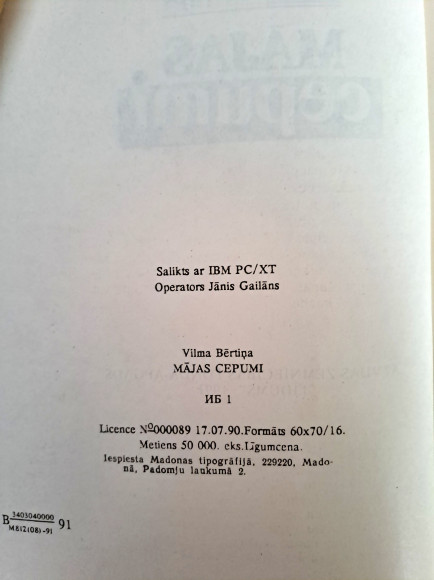 MĀJAS
cepumi
Salikts ar IBM PC/XT
Operators Jānis Gailāns
Vilma Bērtiņa
MĀJAS CEPUMI
ИБ 1
Licence №000089 17.07.90.Formāts 60x70/16.
Metiens 50 000. eks.Līgumcena.
Iespiesta Madonas tipogrāfijā, 229220, Mado-
nā, Padomju laukumā 2.
B 3403040000
M812(08)-91 91